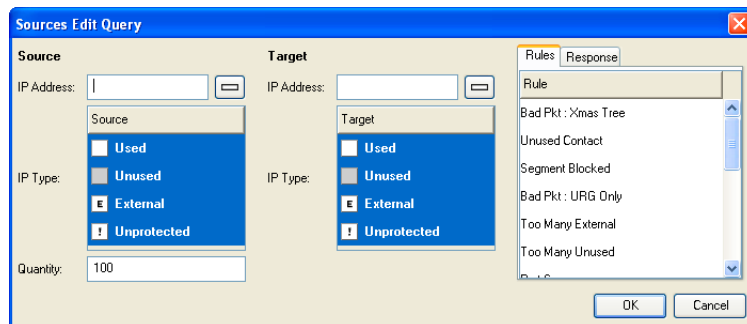 Sources Edit Query
Source
IP Address:
Source
Used
Unused
IP Type:
E External
! Unprotected
Quantity: 100
Target
IP Address:
Target
Used
Unused
IP Type:
E External
! Unprotected
Rules Response
Rule
Bad Pkt : Xmas Tree
Unused Contact
Segment Blocked
Bad Pkt : URG Only
Too Many External
Too Many Unused
OK Cancel